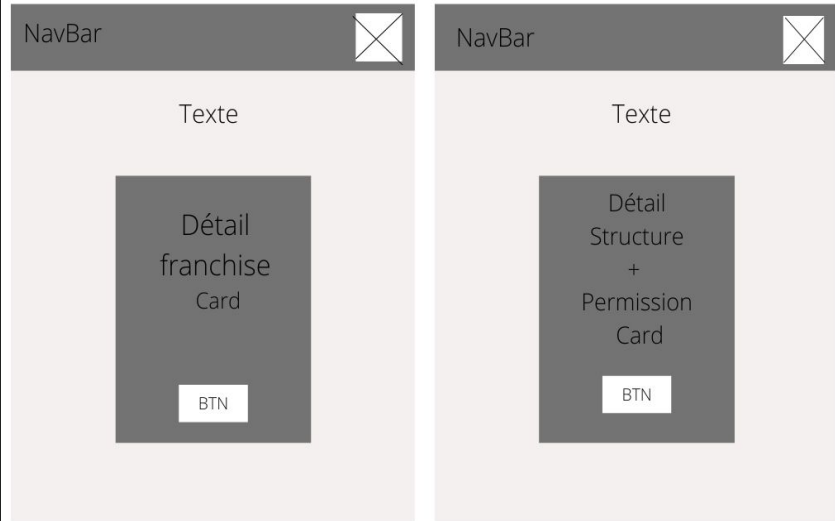 NavBar
Texte
Détail
franchise
Card
BTN
NavBar
Texte
Détail
Structure
+
Permission
Card
BTN